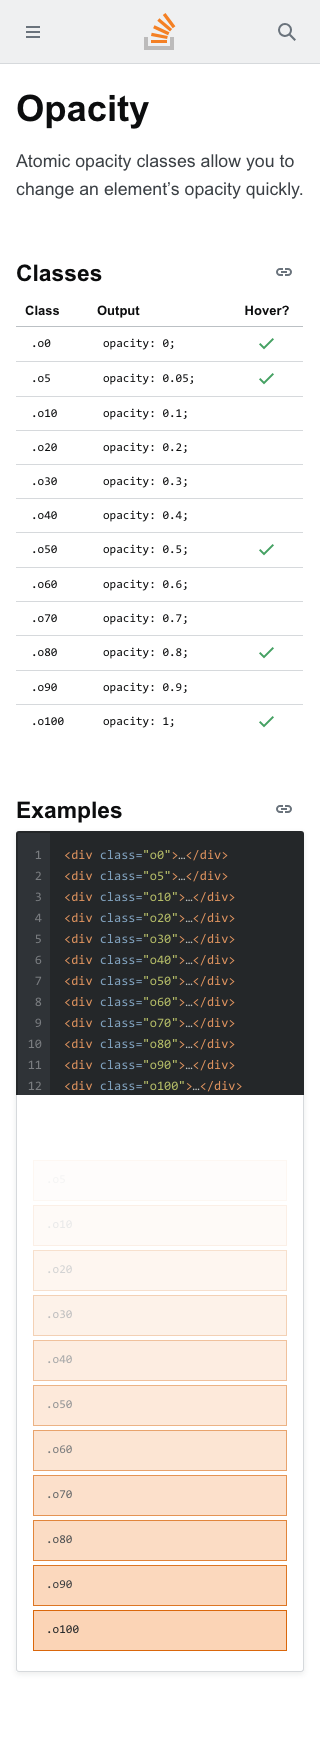 Opacity
Atomic opacity classes allow you to
change an element’s opacity quickly.
Classes
Class Output Hover?
.o0 opacity: 0;
.o5 opacity: 0.05;
.o10 opacity: 0.1;
.o20 opacity: 0.2;
.o30 opacity: 0.3;
.o40 opacity: 0.4;
.o50 opacity: 0.5;
.o60 opacity: 0.6;
.o70 opacity: 0.7;
.o80 opacity: 0.8;
.o90 opacity: 0.9;
.o100 opacity: 1;
Examples
1 <div class="o0">…</div>
2 <div class="o5">…</div>
3 <div class="o10">…</div>
4 <div class="o20">…</div>
5 <div class="o30">…</div>
6 <div class="o40">…</div>
7 <div class="o50">…</div>
8 <div class="o60">…</div>
9 <div class="o70">…</div>
10 <div class="o80">…</div>
11 <div class="o90">…</div>
12 <div class="o100">…</div>
.o5
.o10
.o20
.o30
.o40
.o50
.o60
.o70
.o80
.o90
.o100